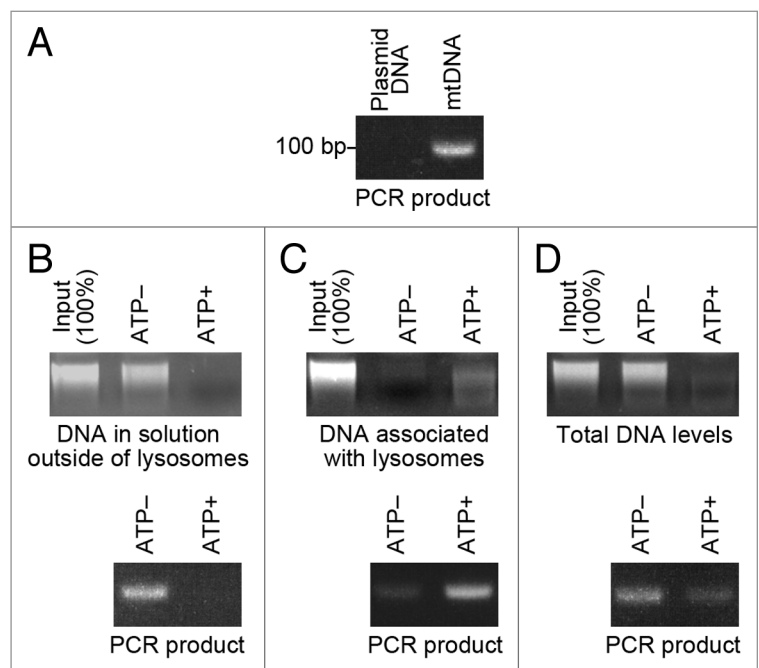 A
Plasmid
DNA
mtDNA
100 bp–
PCR product
B
Input
(100%)
ATP–
ATP+
DNA in solution
outside of lysosomes
ATP–
ATP+
PCR product
C
Input
(100%)
ATP–
ATP+
DNA associated
with lysosomes
ATP–
ATP+
PCR product
D
Input
(100%)
ATP–
ATP+
Total DNA levels
ATP–
ATP+
PCR product